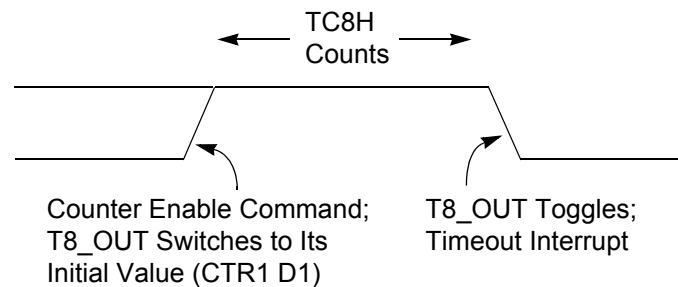 TC8H
Counts
Counter Enable Command;
T8_OUT Switches to Its
Initial Value (CTR1 D1)
T8_OUT Toggles;
Timeout Interrupt